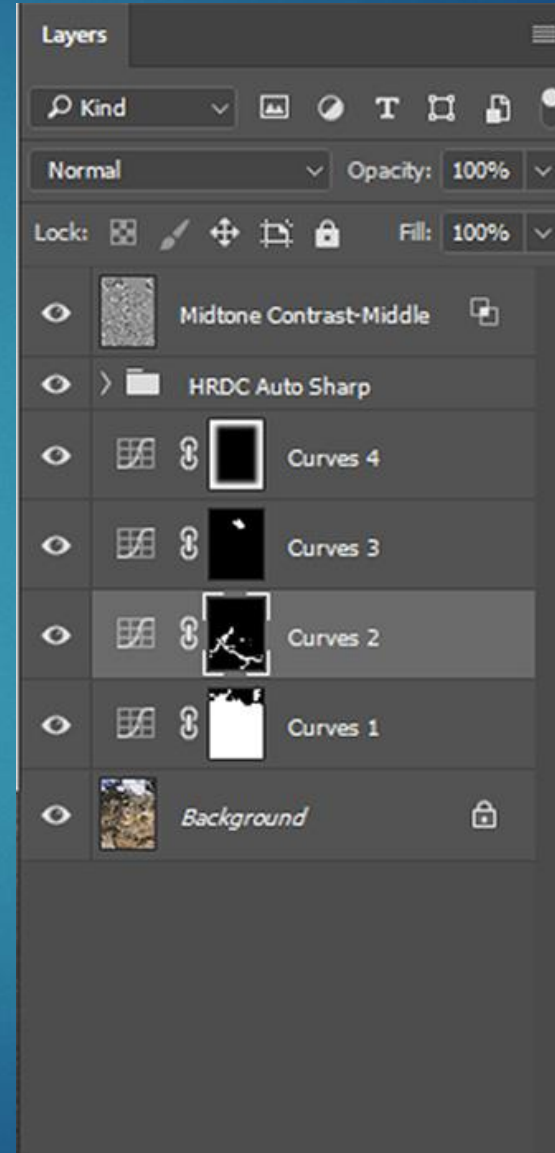 Layers
Kind
Normal Opacity: 100%
Lock: Fill: 100%
Midtone Contrast-Middle
HRDC Auto Sharp
Curves 4
Curves 3
Curves 2
Curves 1
Background